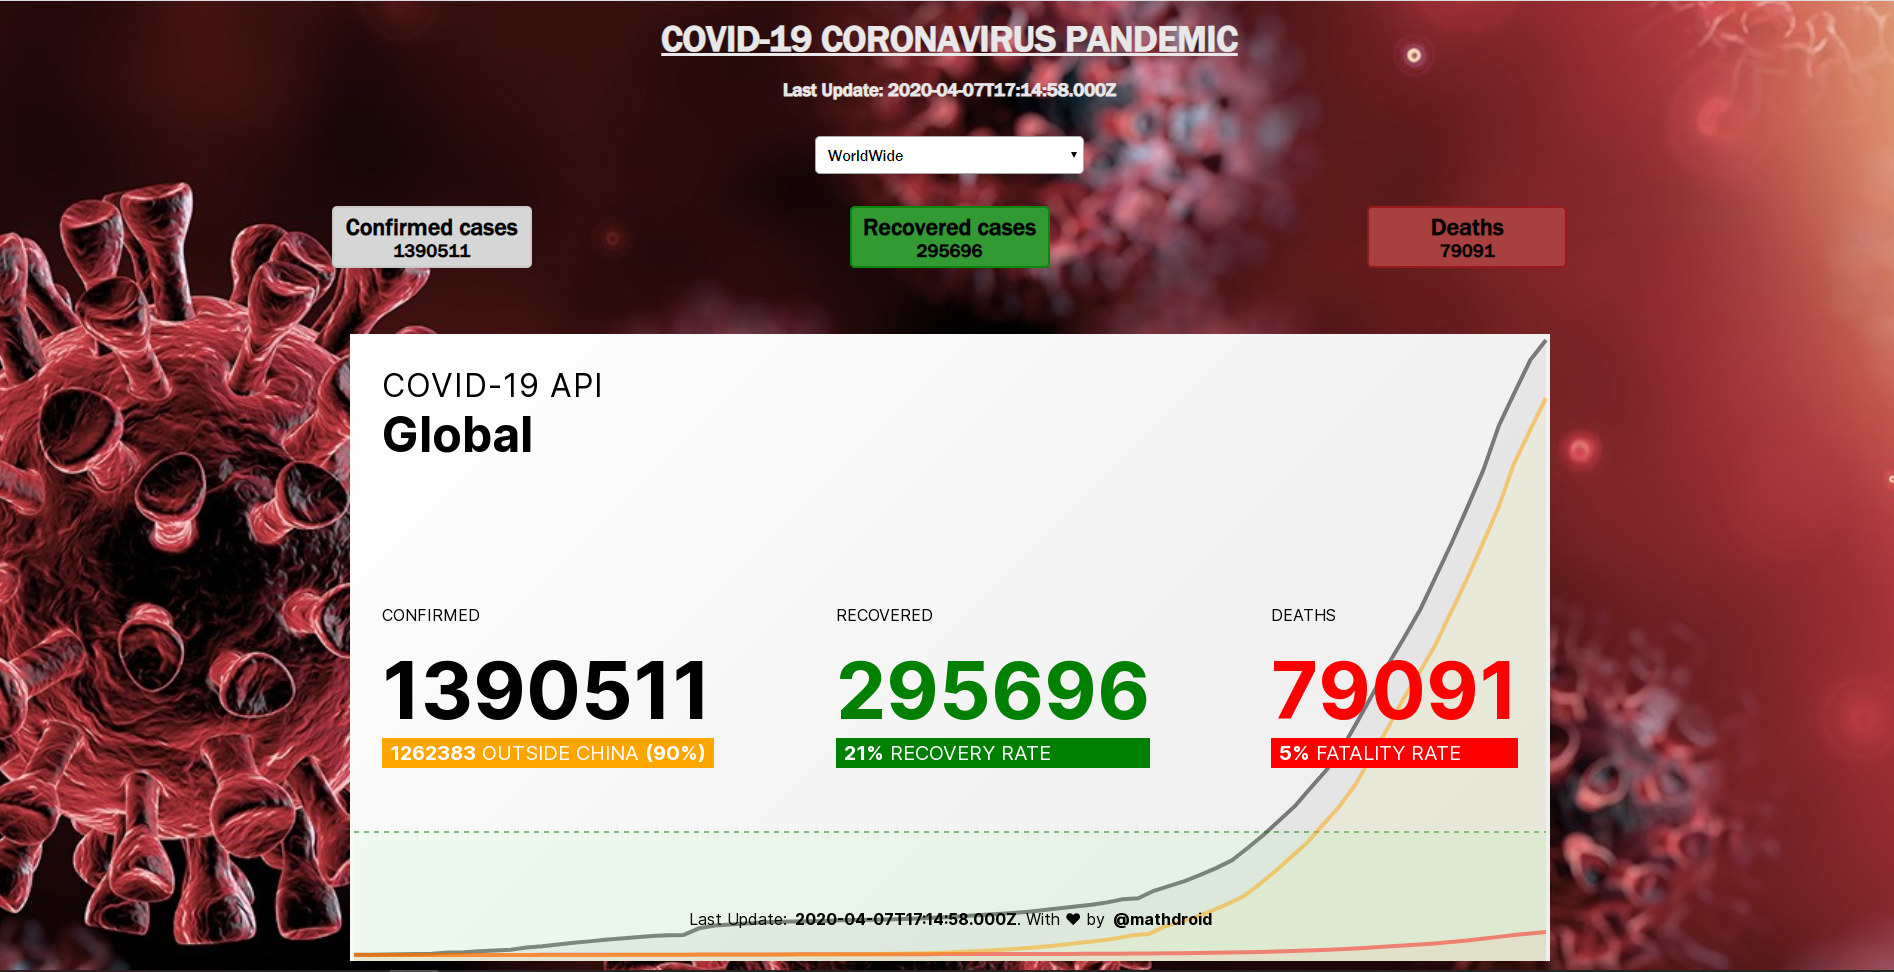 COVID-19 CORONAVIRUS PANDEMIC
Last Update: 2020-04-07T17:14:58.000Z
WorldWide
Confirmed cases
1390511
Recovered cases
295696
Deaths
79091
COVID-19 API
Global
CONFIRMED
1390511
1262383 OUTSIDE CHINA (90%)
RECOVERED
295696
21% RECOVERY RATE
DEATHS
79091
5% FATALITY RATE
Last Update: 2020-04-07T17:14:58.000Z. With ♥ by @mathdroid